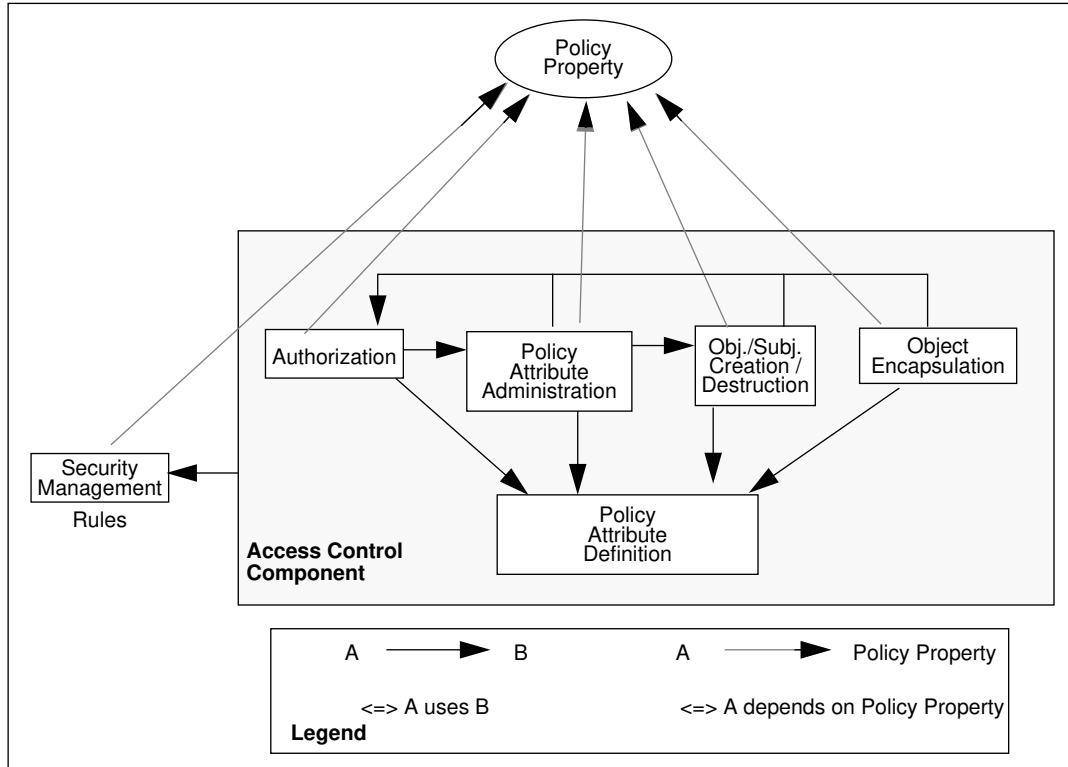 Policy
Property
Authorization
Policy
Attribute
Administration
Obj./Subj.
Creation /
Destruction
Object
Encapsulation
Security
Management
Rules
Policy
Attribute
Definition
Access Control
Component
A B A Policy Property
<=> A uses B <=> A depends on Policy Property
Legend